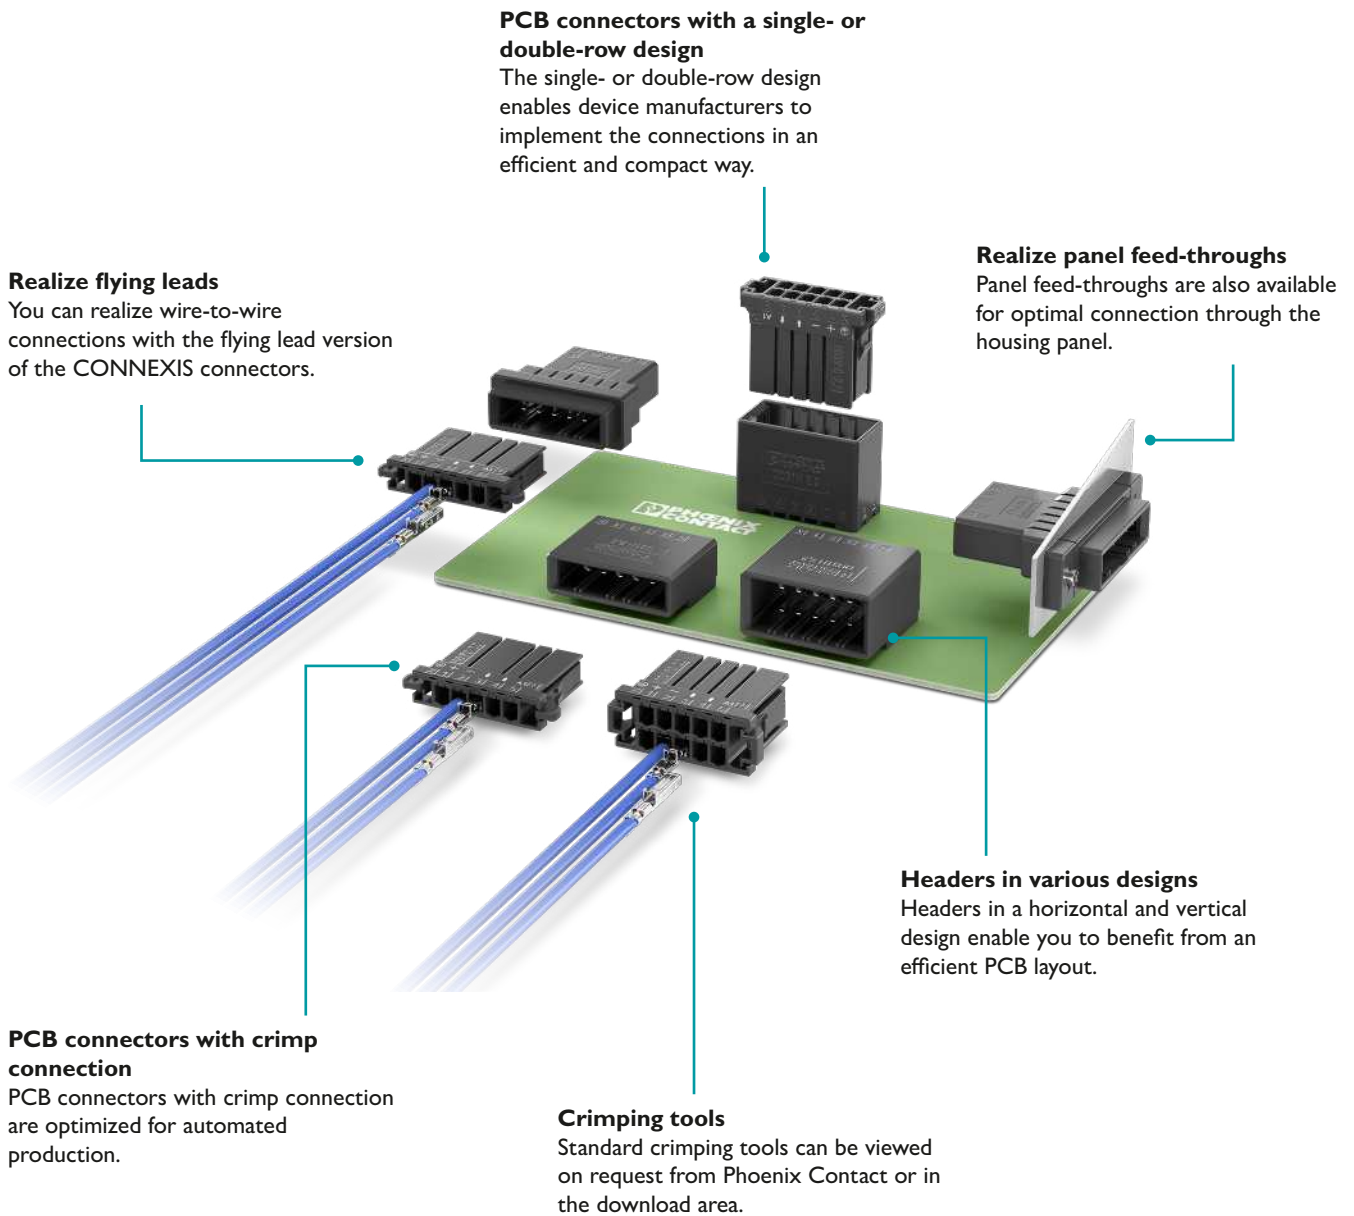 PCB connectors with a single- or
double-row design
The single- or double-row design
enables device manufacturers to
implement the connections in an
efficient and compact way.
Realize flying leads
You can realize wire-to-wire
connections with the flying lead version
of the CONNEXIS connectors.
Realize panel feed-throughs
Panel feed-throughs are also available
for optimal connection through the
housing panel.
PHŒNIX
CONTACT
Headers in various designs
Headers in a horizontal and vertical
design enable you to benefit from an
efficient PCB layout.
PCB connectors with crimp
connection
PCB connectors with crimp connection
are optimized for automated
production.
Crimping tools
Standard crimping tools can be viewed
on request from Phoenix Contact or in
the download area.